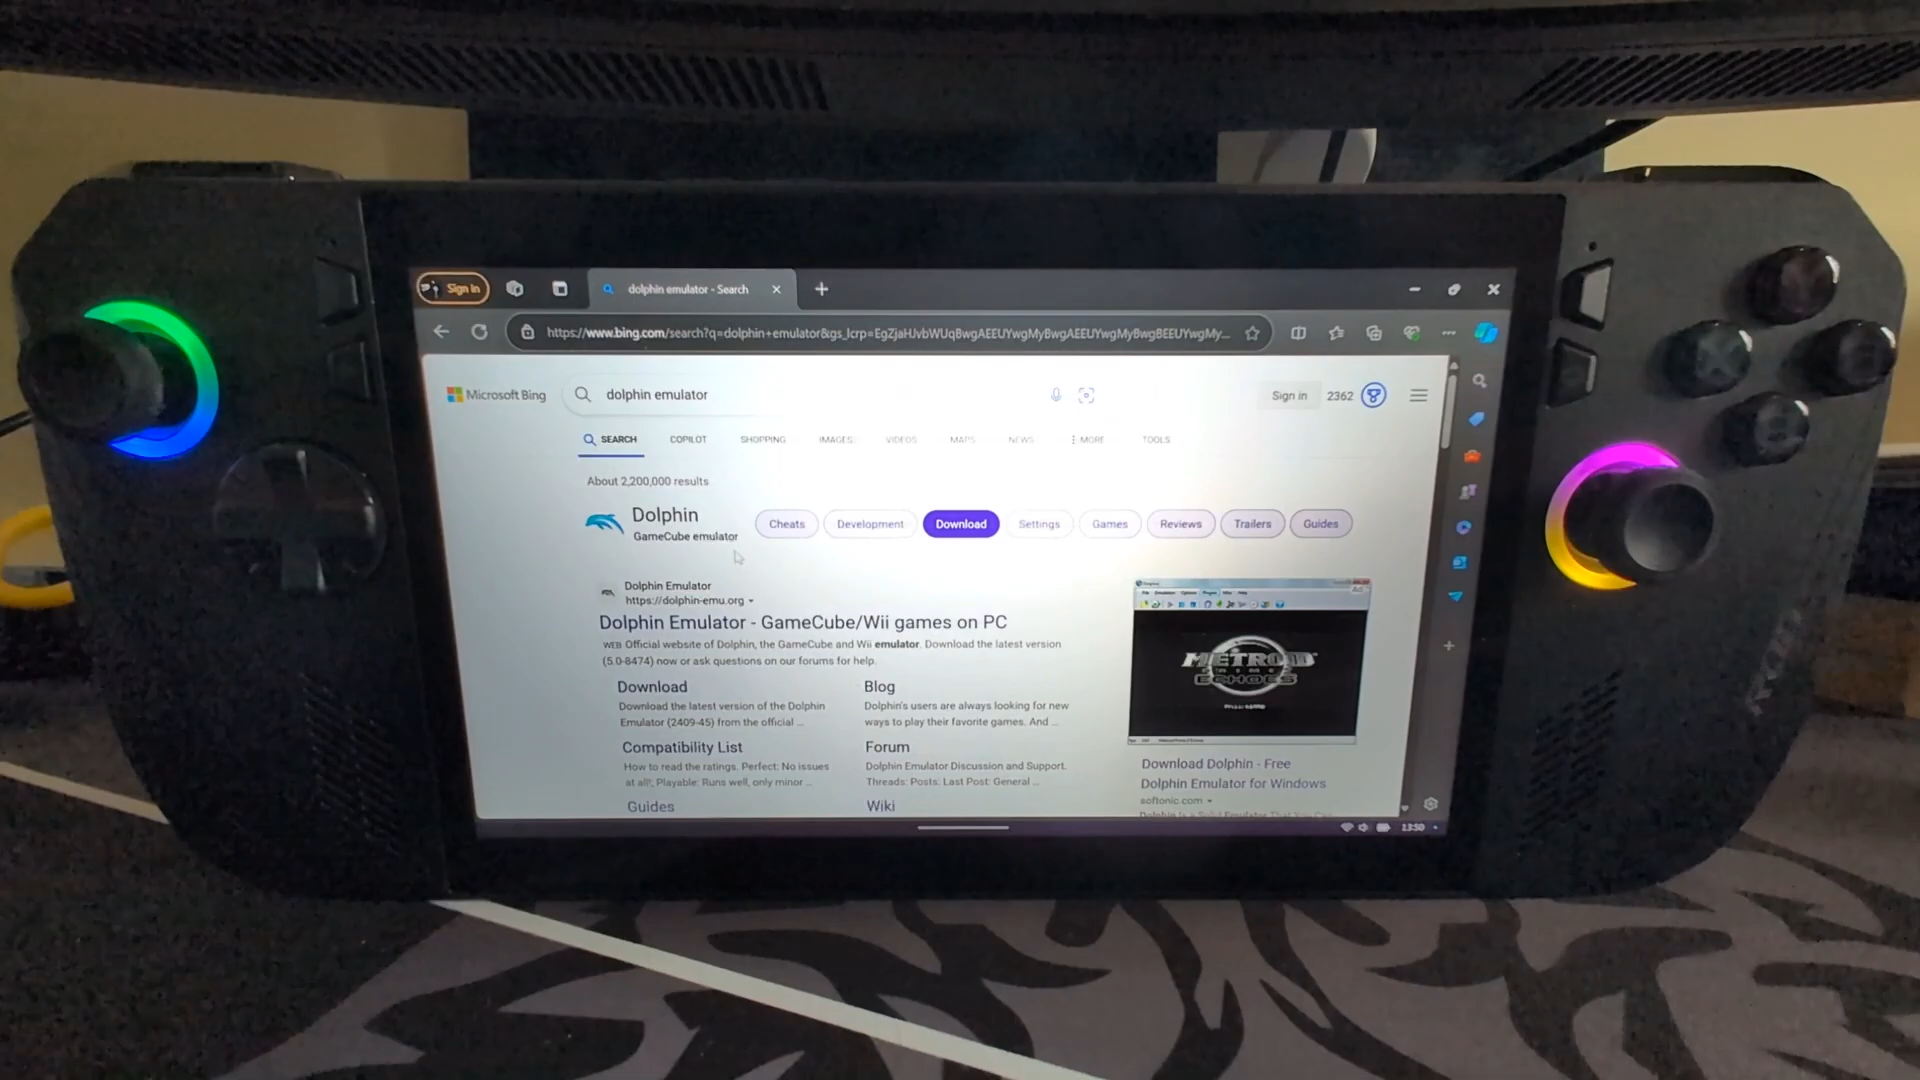 Sign in
dolphin emulator - Search
https://www.bing.com/search?q=dolphin+emulator&gs_lcrp=EgZjaHJvbWUqBwgAEEUYwgMyBwgAEEUYwgMyBwgBEEUYwgMy...
Microsoft Bing
dolphin emulator
Sign in
2362
SEARCH
COPILOT
SHOPPING
IMAGES
VIDEOS
MAPS
NEWS
MORE
TOOLS
About 2,200,000 results
Dolphin
GameCube emulator
Cheats
Development
Download
Settings
Games
Reviews
Trailers
Guides
Dolphin Emulator
https://dolphin-emu.org
Dolphin Emulator - GameCube/Wii games on PC
WEB Official website of Dolphin, the GameCube and Wii emulator. Download the latest version
(5.0-8474) now or ask questions on our forums for help.
Download
Download the latest version of the Dolphin
Emulator (2409-45) from the official ...
Blog
Dolphin's users are always looking for new
ways to play their favorite games. And ...
Compatibility List
How to read the ratings. Perfect: No issues
at all!, Playable: Runs well, only minor ...
Forum
Dolphin Emulator Discussion and Support.
Threads: Posts: Last Post: General ...
Guides
Wiki
METROID
PRIME
ECHOES
Download Dolphin - Free
Dolphin Emulator for Windows
softonic.com
Dolphin is a Solid Emulator That You Can
13:50
X